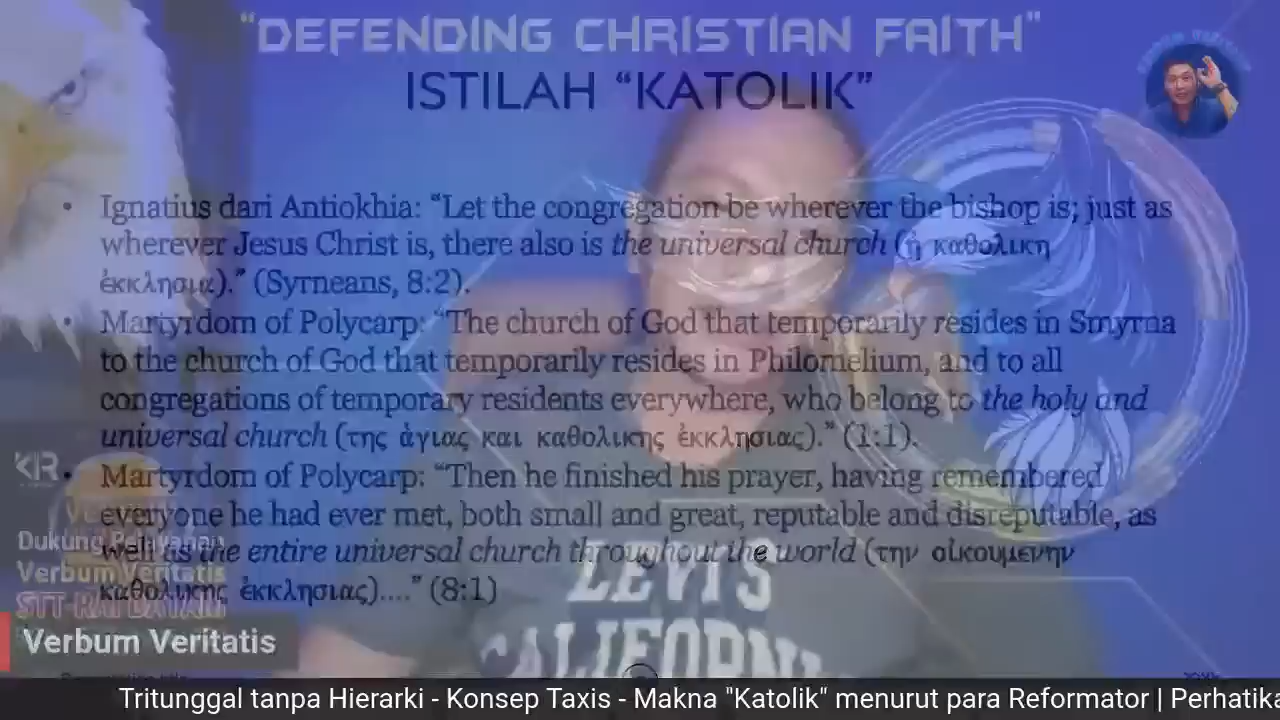 "DEFENDING CHRISTIAN FAITH"
ISTILAH "KATOLIK"
• Ignatius dari Antiokhia: "Let the congregation be wherever the bishop is; just as
wherever Jesus Christ is, there also is the universal church (ἡ καθολικη
ἐκκλησια)." (Syrneans, 8:2).
• Martyrdom of Polycarp: "The church of God that temporarily resides in Smyrna
to the church of God that temporarily resides in Philomelium, and to all
congregations of temporary residents everywhere, who belong to the holy and
universal church (της ἁγιας και καθολικης ἐκκλησιας)." (1:1).
• Martyrdom of Polycarp: "Then he finished his prayer, having remembered
everyone he had ever met, both small and great, reputable and disreputable, as
well as the entire universal church throughout the world (την οἰκουμενην
καθολικης ἐκκλησιας)...." (8:1)
KR
Dukung Pelayanan
Verbum Veritatis
LEVI'S
CALIFORNI
Verbum Veritatis
Tritunggal tanpa Hierarki - Konsep Taxis - Makna "Katolik" menurut para Reformator |